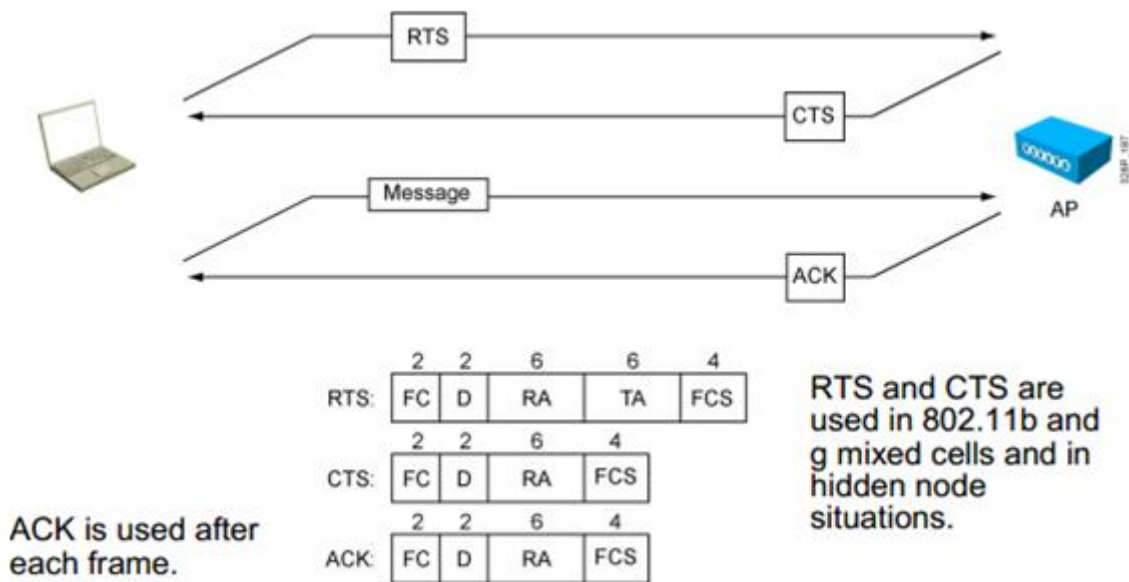 RTS
CTS
Message
AP
ACK
2 2 6 6 4
RTS: FC D RA TA FCS
2 2 6 4
CTS: FC D RA FCS
2 2 6 4
ACK: FC D RA FCS
RTS and CTS are
used in 802.11b and
g mixed cells and in
hidden node
situations.
ACK is used after
each frame.